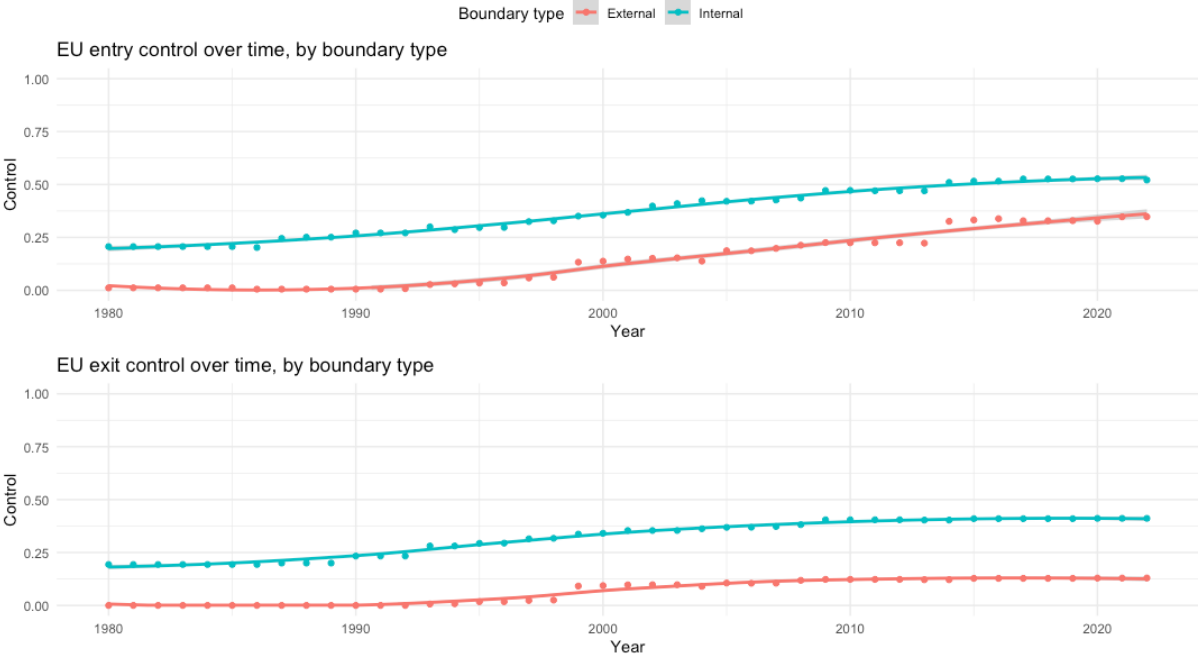 Boundary type External Internal
EU entry control over time, by boundary type
1.00
0.75
0.50
0.25
0.00
Control
1980 1990 2000 2010 2020
Year
EU exit control over time, by boundary type
1.00
0.75
0.50
0.25
0.00
Control
1980 1990 2000 2010 2020
Year